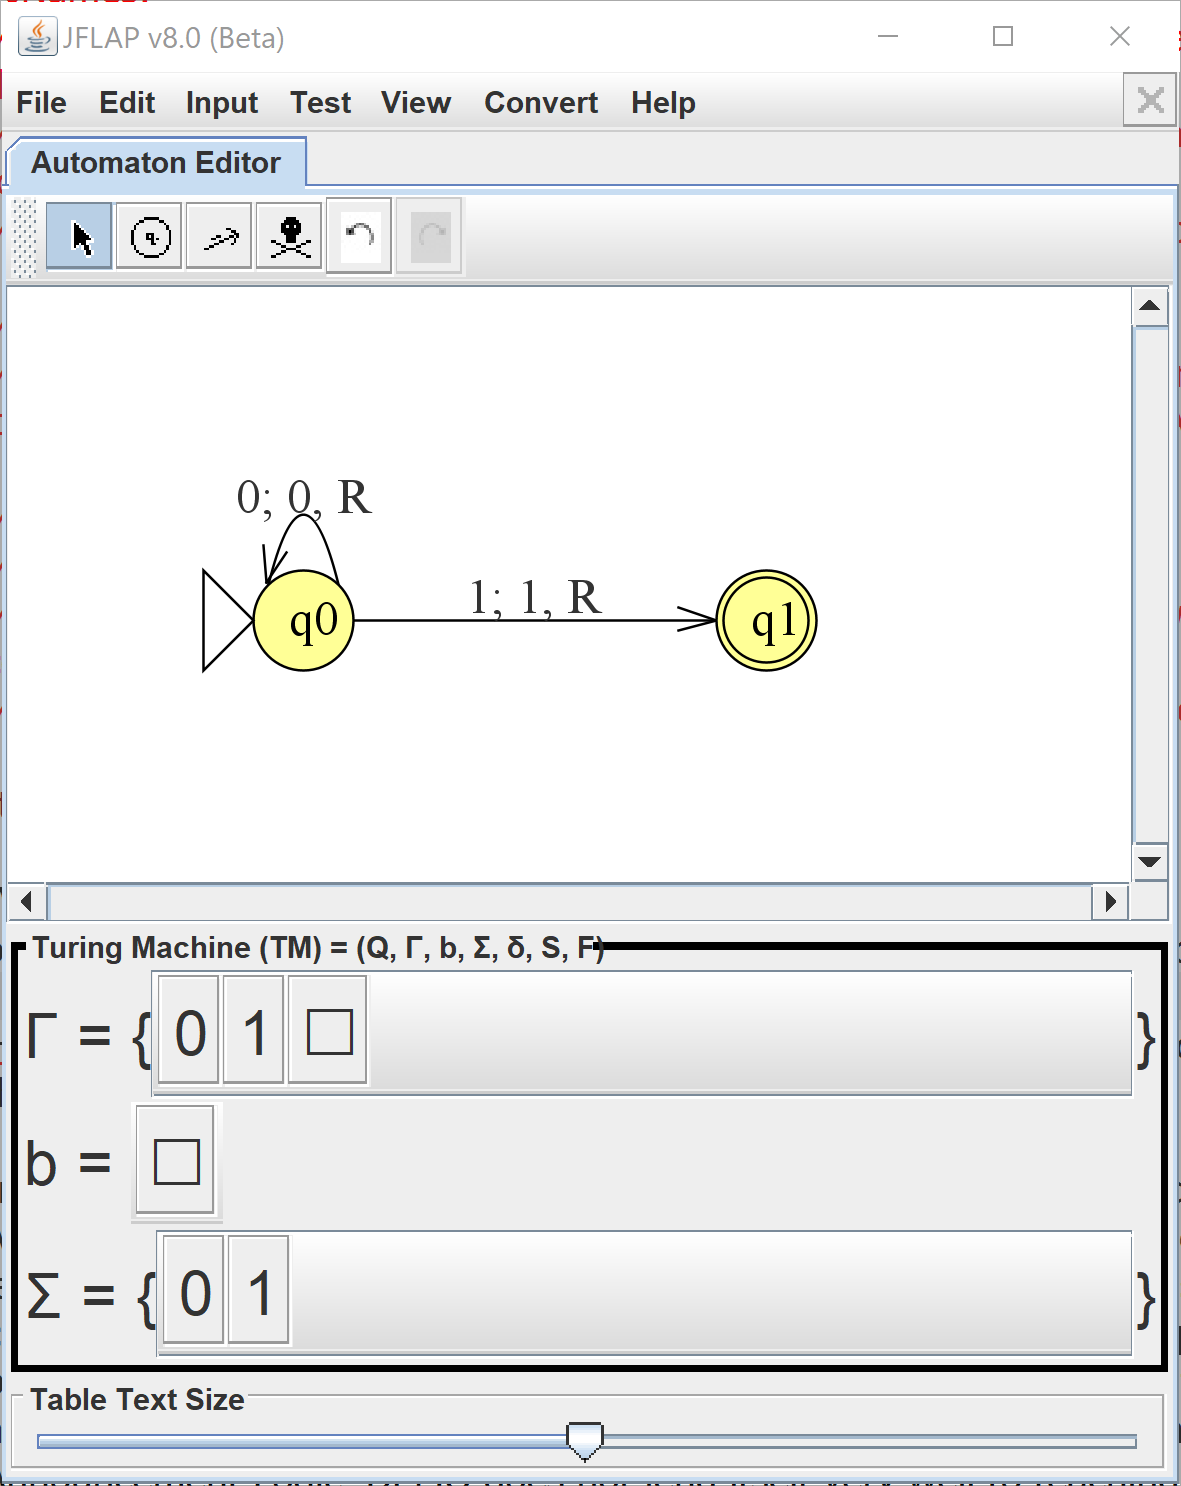 JFLAP v8.0 (Beta)
File Edit Input Test View Convert Help
Automaton Editor
q
0; 0, R
1; 1, R
q0
q1
Turing Machine (TM) = (Q, Γ, b, Σ, δ, S, F)
Γ = { 0 1 □ }
b = □
Σ = { 0 1 }
Table Text Size